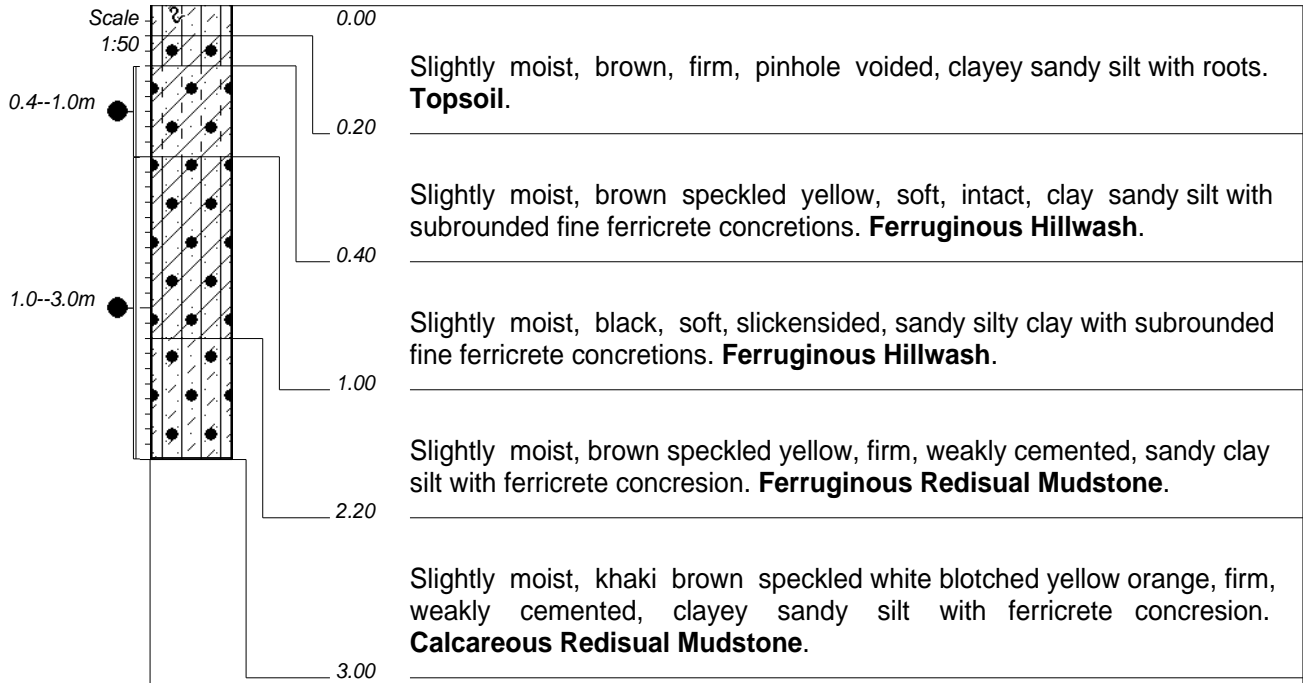 Scale
1:50
0.00
Slightly moist, brown, firm, pinhole voided, clayey sandy silt with roots.
Topsoil.
0.4--1.0m
0.20
Slightly moist, brown speckled yellow, soft, intact, clay sandy silt with
subrounded fine ferricrete concretions. Ferruginous Hillwash.
0.40
1.0--3.0m
Slightly moist, black, soft, slickensided, sandy silty clay with subrounded
fine ferricrete concretions. Ferruginous Hillwash.
1.00
Slightly moist, brown speckled yellow, firm, weakly cemented, sandy clay
silt with ferricrete concresion. Ferruginous Redisual Mudstone.
2.20
Slightly moist, khaki brown speckled white blotched yellow orange, firm,
weakly cemented, clayey sandy silt with ferricrete concresion.
Calcareous Redisual Mudstone.
3.00